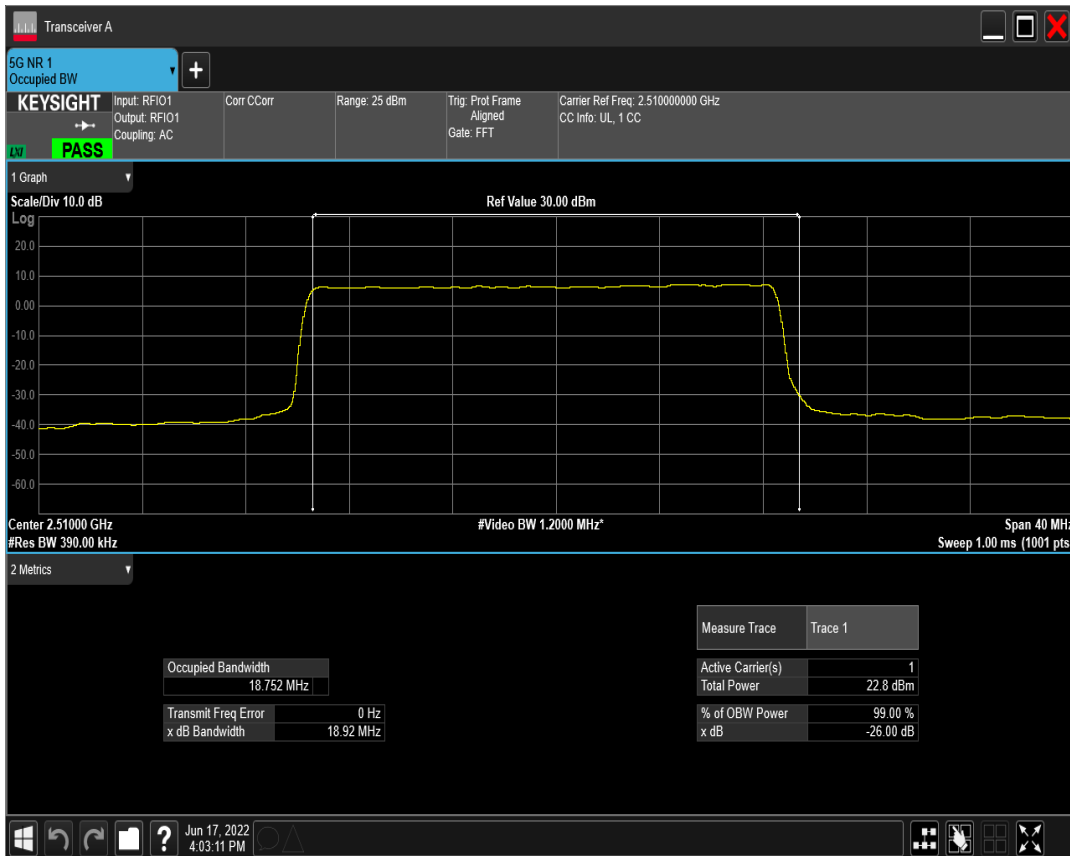 Transceiver A
5G NR 1
Occupied BW
KEYSIGHT
Input: RFIO1
Output: RFIO1
Coupling: AC
Corr CCorr
Range: 25 dBm
Trig: Prot Frame
Aligned
Gate: FFT
Carrier Ref Freq: 2.510000000 GHz
CC Info: UL, 1 CC
LXI
PASS
1 Graph
Scale/Div 10.0 dB
Ref Value 30.00 dBm
Log
20.0
10.0
0.00
-10.0
-20.0
-30.0
-40.0
-50.0
-60.0
Center 2.51000 GHz
#Video BW 1.2000 MHz*
Span 40 MHz
#Res BW 390.00 kHz
Sweep 1.00 ms (1001 pts
2 Metrics
Measure Trace Trace 1
Occupied Bandwidth
18.752 MHz
Active Carrier(s) 1
Total Power 22.8 dBm
Transmit Freq Error 0 Hz
x dB Bandwidth 18.92 MHz
% of OBW Power 99.00 %
x dB -26.00 dB
?
Jun 17, 2022
4:03:11 PM